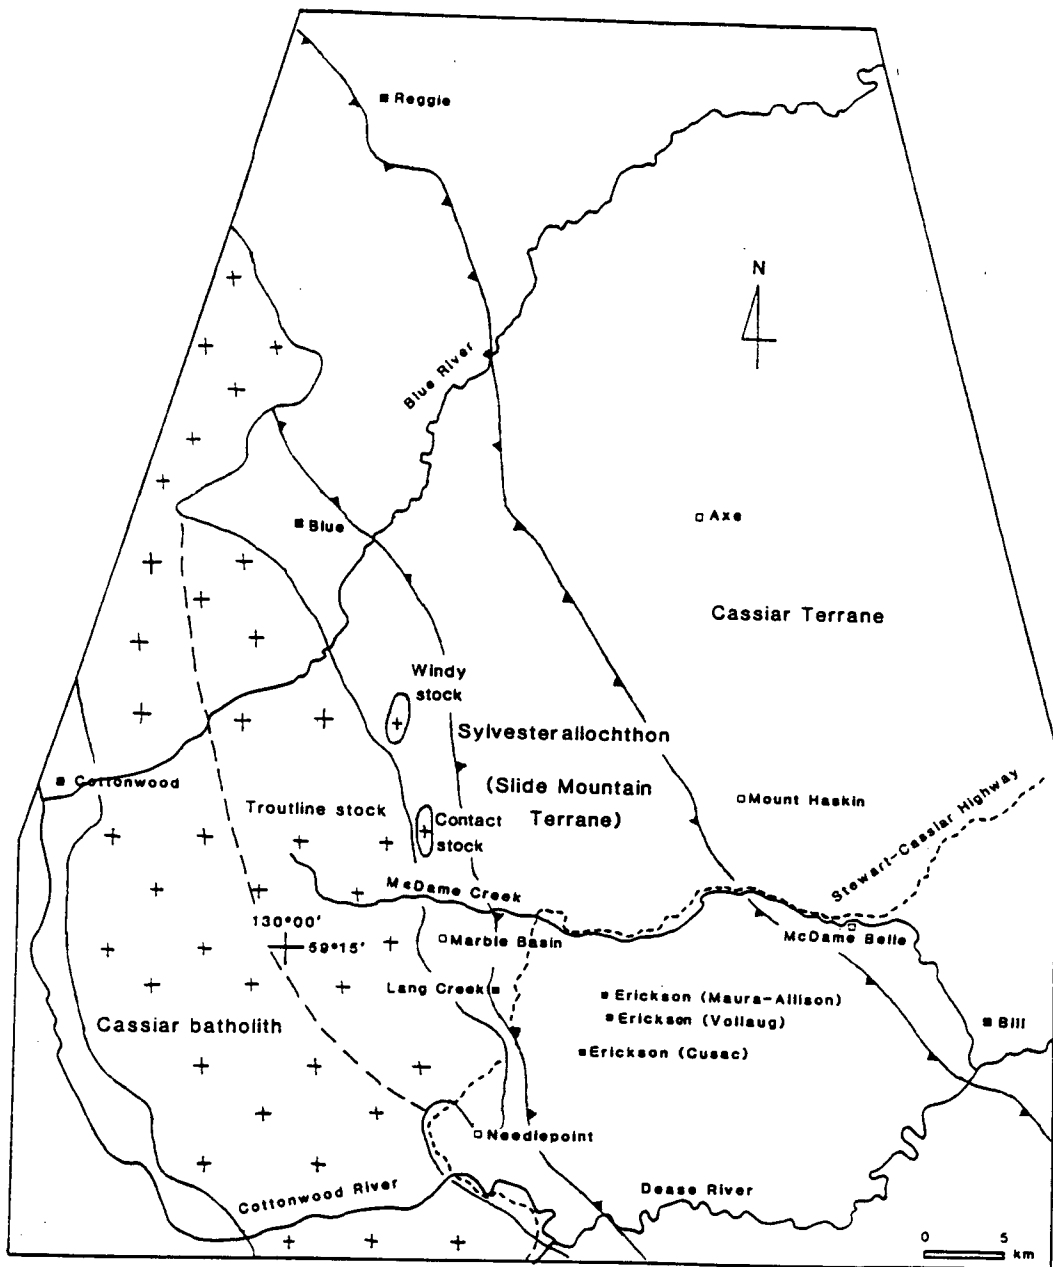 Reggie
N
Blue River
Blue
Axe
Cassiar Terrane
Windy
stock
Sylvester allochthon
(Slide Mountain
Terrane)
Cottonwood
Troutline stock
Mount Haskin
Contact
stock
Stewart-Cassiar Highway
McDame Creek
130°00'
59°15'
Marble Basin
McDame Belle
Lang Creek
Erickson (Maura-Allison)
Erickson (Vollaug)
Bill
Cassiar batholith
Erickson (Cusac)
Needlepoint
Cottonwood River
Dease River
0 5
km